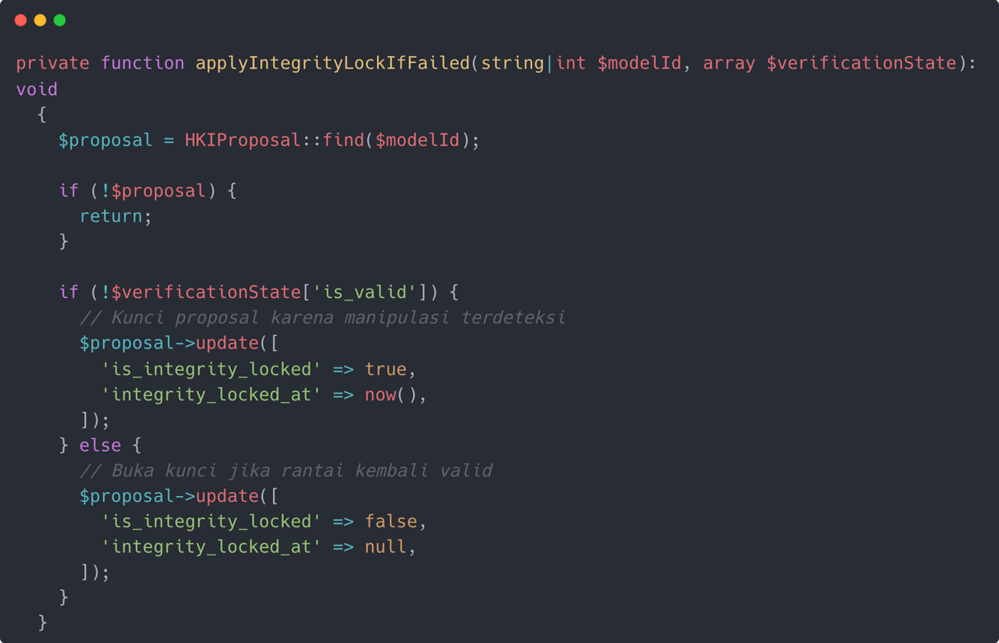 private function applyIntegrityLockIfFailed(string|int $modelId, array $verificationState):
void
  {
    $proposal = HKIProposal::find($modelId);

    if (!$proposal) {
      return;
    }

    if (!$verificationState['is_valid']) {
      // Kunci proposal karena manipulasi terdeteksi
      $proposal->update([
        'is_integrity_locked' => true,
        'integrity_locked_at' => now(),
      ]);
    } else {
      // Buka kunci jika rantai kembali valid
      $proposal->update([
        'is_integrity_locked' => false,
        'integrity_locked_at' => null,
      ]);
    }
  }